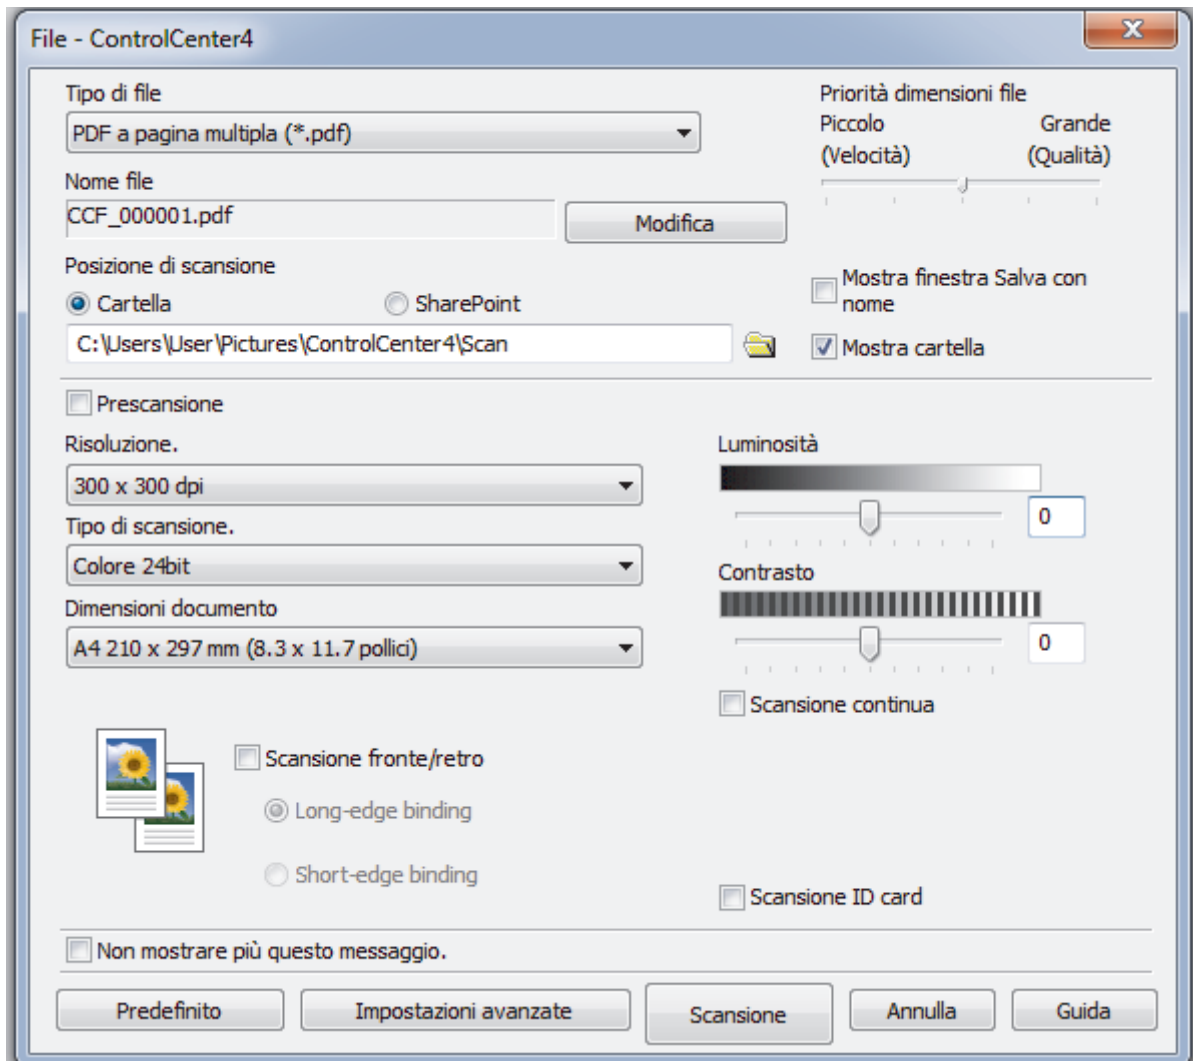 File - ControlCenter4
Tipo di file
PDF a pagina multipla (*.pdf)
Priorità dimensioni file
Piccolo Grande
(Velocità) (Qualità)
Nome file
CCF_000001.pdf
Modifica
Posizione di scansione
Cartella SharePoint
C:\Users\User\Pictures\ControlCenter4\Scan
Mostra finestra Salva con
nome
Mostra cartella
Prescansione
Risoluzione.
300 x 300 dpi
Tipo di scansione.
Colore 24bit
Dimensioni documento
A4 210 x 297 mm (8.3 x 11.7 pollici)
Luminosità
0
Contrasto
0
Scansione continua
Scansione fronte/retro
Long-edge binding
Short-edge binding
Scansione ID card
Non mostrare più questo messaggio.
Predefinito Impostazioni avanzate Scansione Annulla Guida